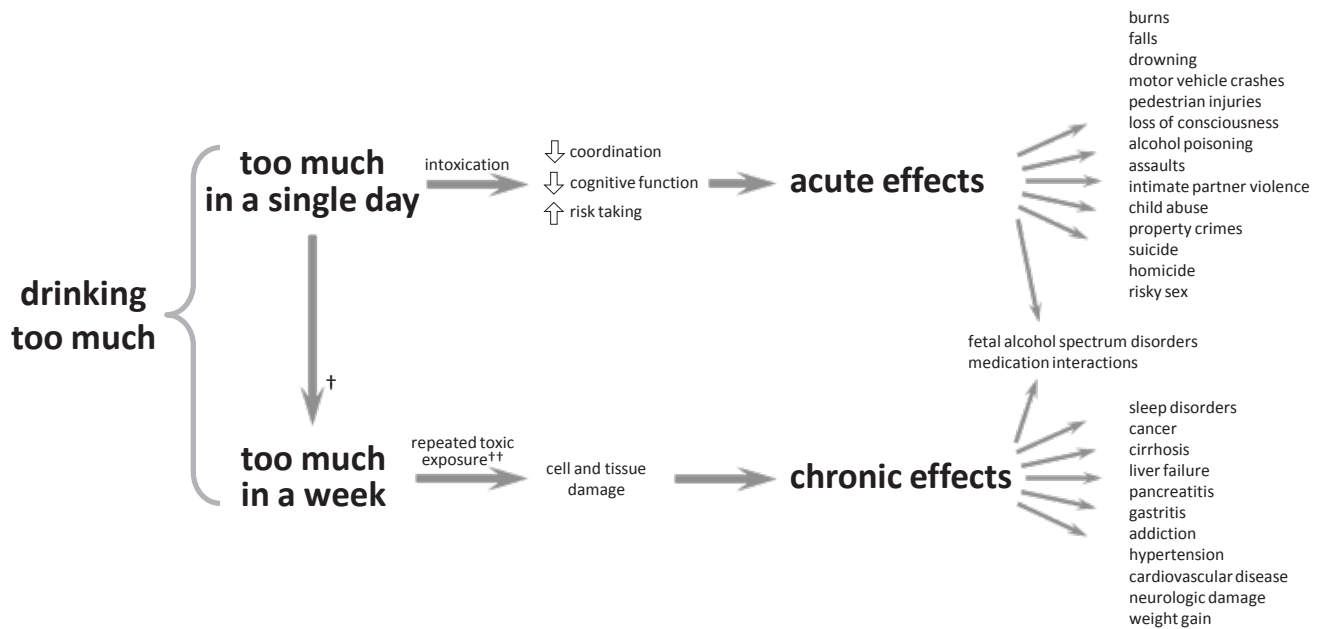 drinking
too much
too much
in a single day
intoxication
coordination
cognitive function
risk taking
acute effects
burns
falls
drowning
motor vehicle crashes
pedestrian injuries
loss of consciousness
alcohol poisoning
assaults
intimate partner violence
child abuse
property crimes
suicide
homicide
risky sex
fetal alcohol spectrum disorders
medication interactions
†
too much
in a week
repeated toxic
exposure††
cell and tissue
damage
chronic effects
sleep disorders
cancer
cirrhosis
liver failure
pancreatitis
gastritis
addiction
hypertension
cardiovascular disease
neurologic damage
weight gain